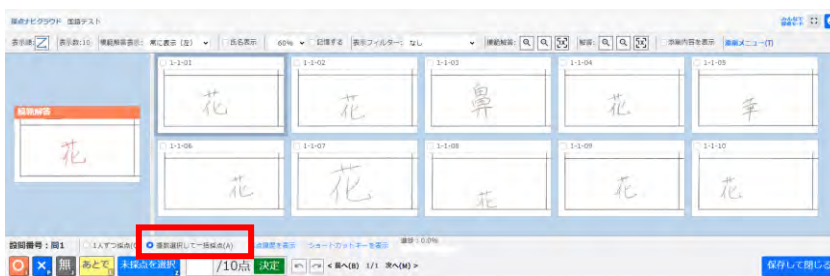 採点ナビクラウド 国語テスト
表示順: 表示数:10 模範解答表示: 常に表示（左） 氏名表示 60% 記憶する 表示フィルター: なし 模範解答: 解答: 添削内容を表示
1-1-01 1-1-02 1-1-03 1-1-04 1-1-05
花 花 鼻 花
模範解答
花
1-1-06 1-1-07 1-1-08 1-1-09 1-1-10
花 花 花 花 花
設問番号：問1 1人ずつ採点 複数選択して一括採点(A) ショートカットキーを表示 進捗：0.0%
無 あとで 未採点を選択 /10点 決定 < 前へ(B) 1/1 次へ(M) > 保存して閉じる